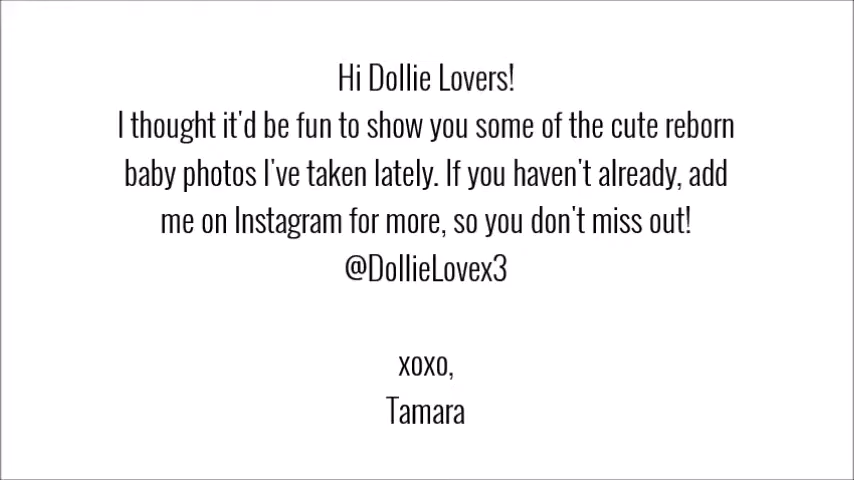 Hi Dollie Lovers!
I thought it'd be fun to show you some of the cute reborn
baby photos I've taken lately. If you haven't already, add
me on Instagram for more, so you don't miss out!
@DollieLovex3
xoxo,
Tamara